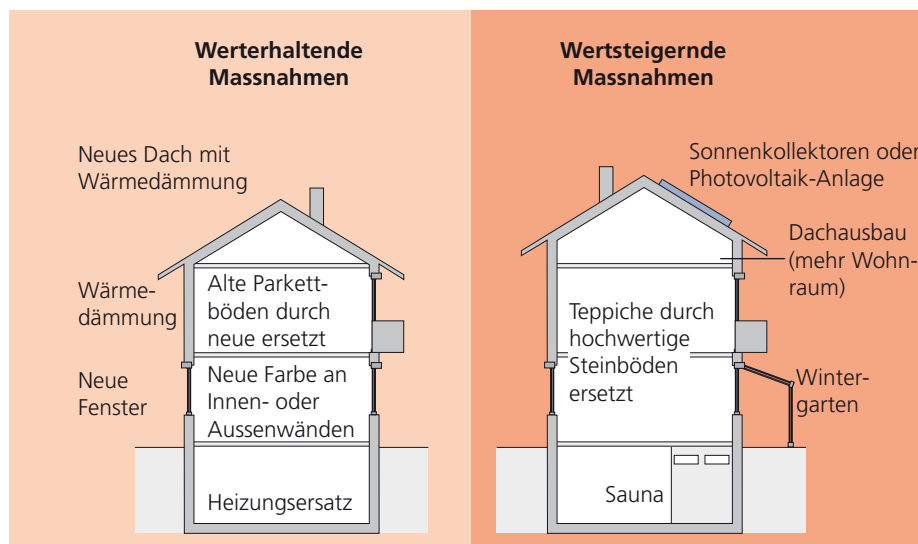 Werterhaltende
Massnahmen
Neues Dach mit
Wärmedämmung
Wärme-
dämmung
Alte Parkett-
böden durch
neue ersetzt
Neue
Fenster
Neue Farbe an
Innen- oder
Aussenwänden
Heizungsersatz
Wertsteigernde
Massnahmen
Sonnenkollektoren oder
Photovoltaik-Anlage
Dachausbau
(mehr Wohn-
raum)
Teppiche durch
hochwertige
Steinböden
ersetzt
Winter-
garten
Sauna